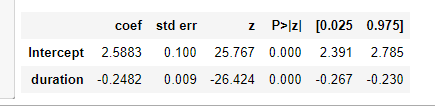 coef std err z P>|z| [0.025 0.975]
Intercept 2.5883 0.100 25.767 0.000 2.391 2.785
duration -0.2482 0.009 -26.424 0.000 -0.267 -0.230